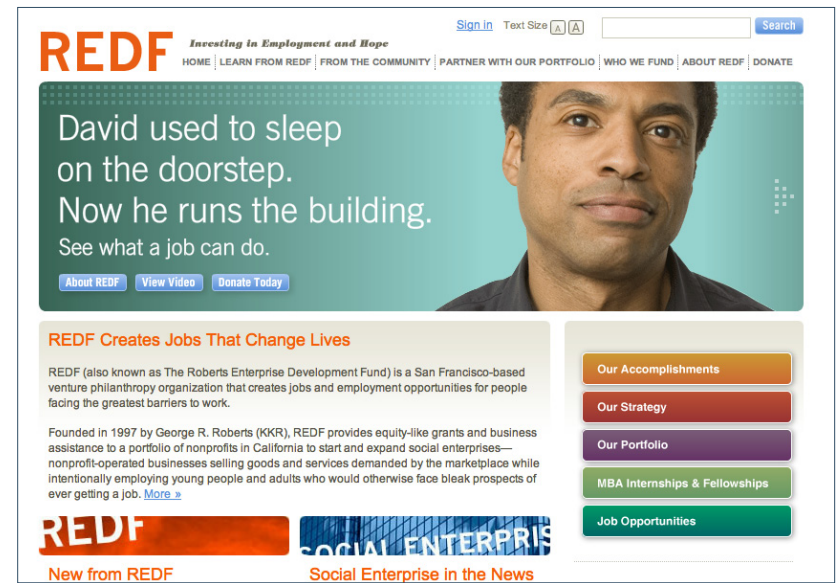 Sign in Text Size A A Search
REDF Investing in Employment and Hope
HOME LEARN FROM REDF FROM THE COMMUNITY PARTNER WITH OUR PORTFOLIO WHO WE FUND ABOUT REDF DONATE
David used to sleep
on the doorstep.
Now he runs the building.
See what a job can do.
About REDF View Video Donate Today
REDF Creates Jobs That Change Lives
REDF (also known as The Roberts Enterprise Development Fund) is a San Francisco-based
venture philanthropy organization that creates jobs and employment opportunities for people
facing the greatest barriers to work.
Founded in 1997 by George R. Roberts (KKR), REDF provides equity-like grants and business
assistance to a portfolio of nonprofits in California to start and expand social enterprises—
nonprofit-operated businesses selling goods and services demanded by the marketplace while
intentionally employing young people and adults who would otherwise face bleak prospects of
ever getting a job. More »
Our Accomplishments
Our Strategy
Our Portfolio
MBA Internships & Fellowships
Job Opportunities
REDF
New from REDF
SOCIAL ENTERPRIS
Social Enterprise in the News